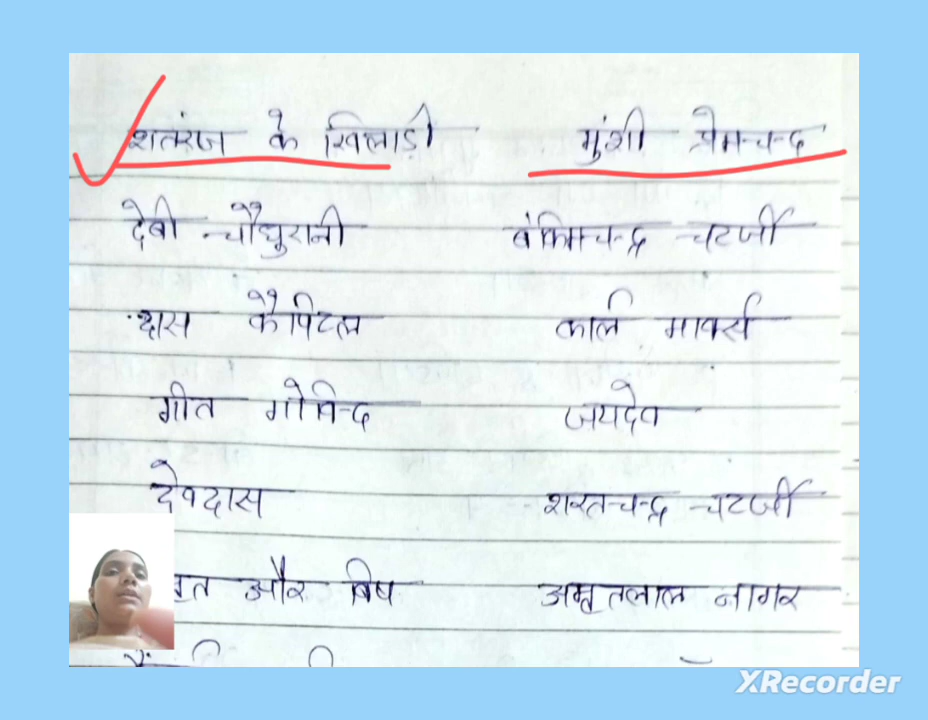 शतरंज के खिलाड़ी मुंशी प्रेमचन्द
देबी चौधुरानी बंकिमचन्द्र चटर्जी
दास कैपिटल कार्ल मार्क्स
गीत गोविन्द जयदेव
देवदास शरतचन्द्र चटर्जी
और बिष अमृतलाल नागर
XRecorder